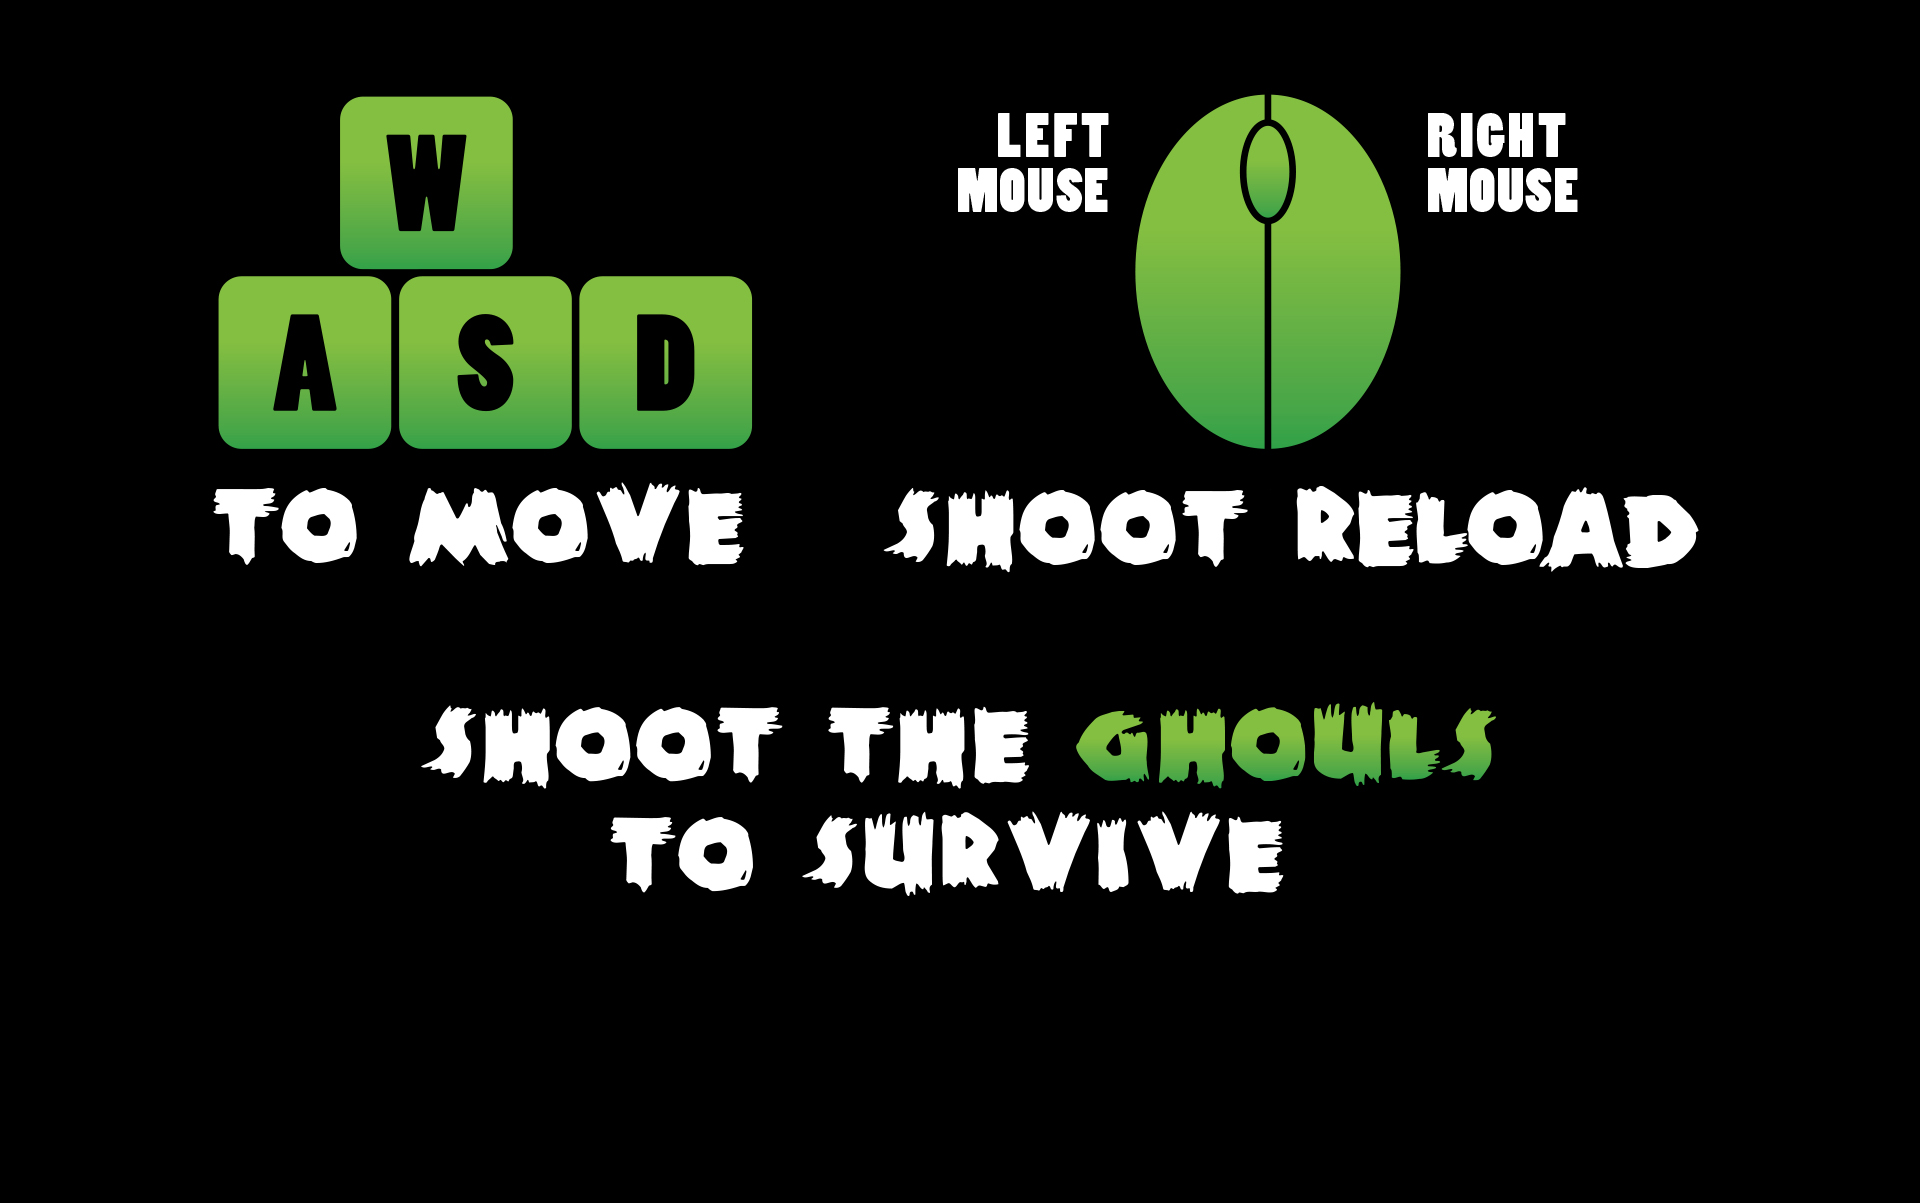 W
A S D
LEFT
MOUSE
RIGHT
MOUSE
TO MOVE
SHOOT RELOAD
SHOOT THE GHOULS
TO SURVIVE